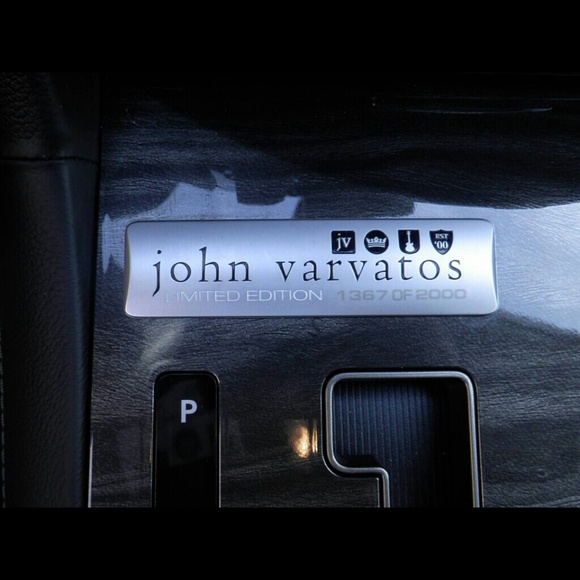 jv EST '00
john varvatos
LIMITED EDITION 1367 OF 2000
P